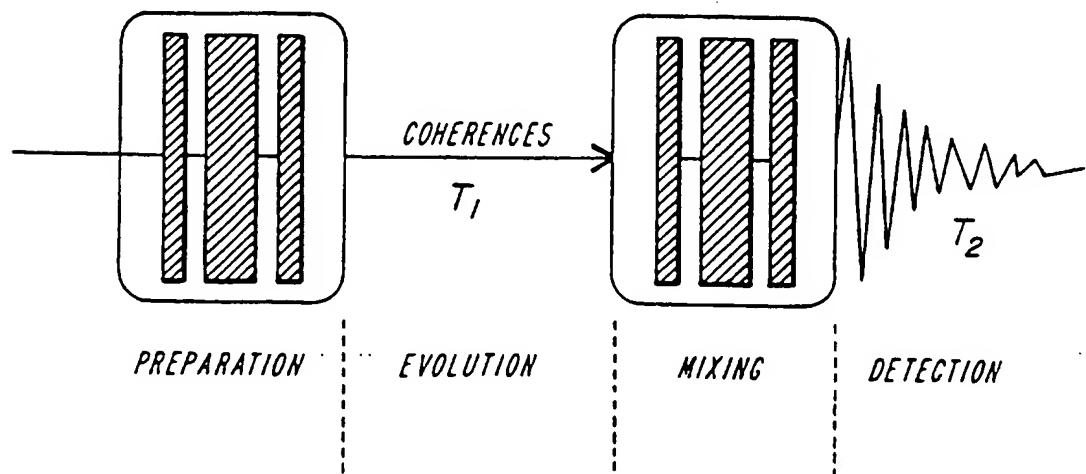 COHERENCES
T1
T2
PREPARATION
EVOLUTION
MIXING
DETECTION